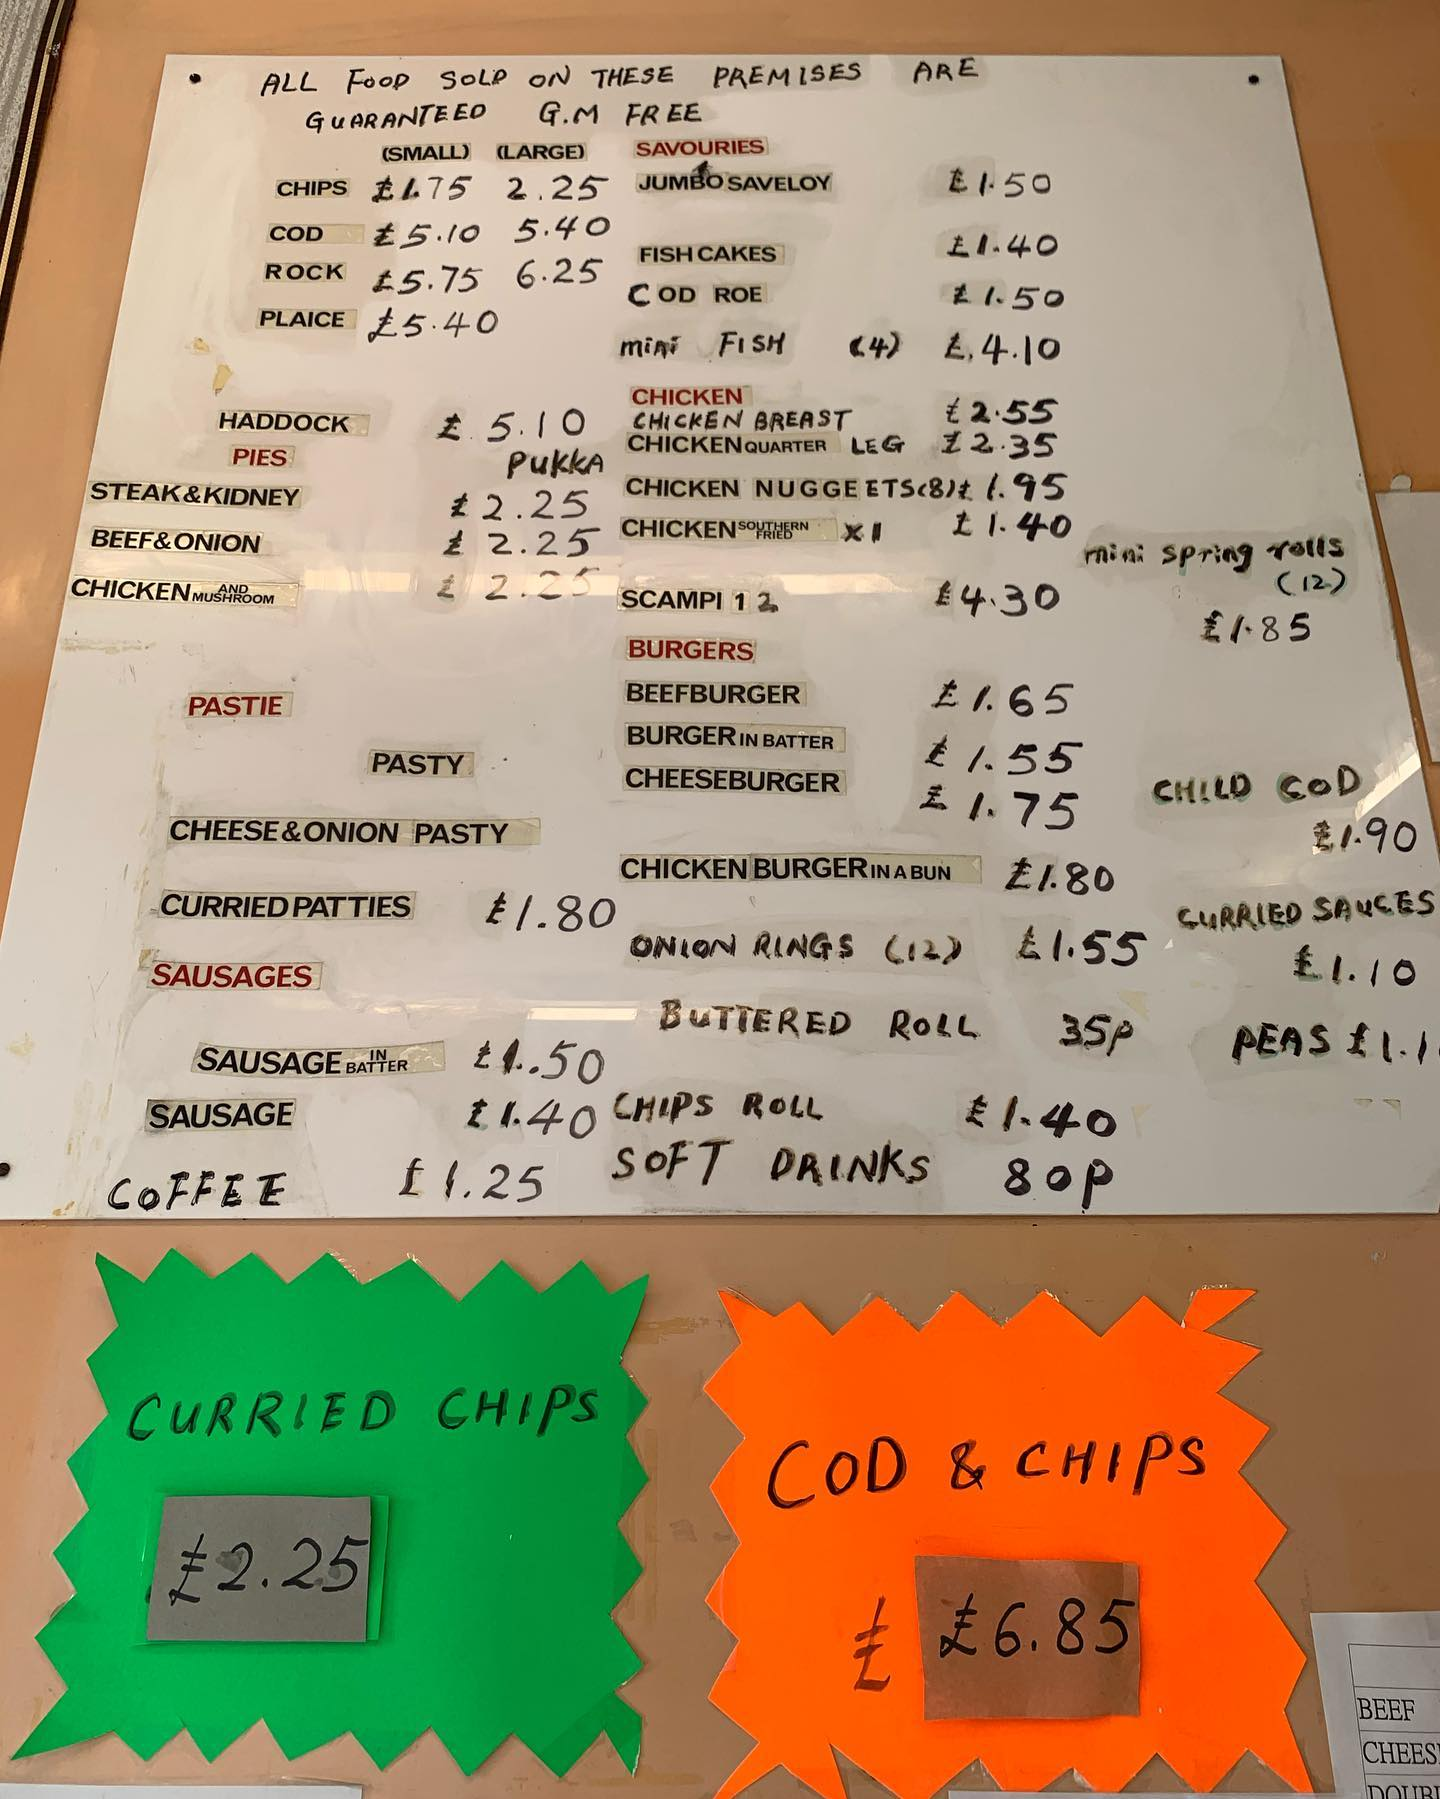 ALL FOOD SOLD ON THESE PREMISES ARE
GUARANTEED G.M FREE
(SMALL) (LARGE)
CHIPS £1.75 2.25
COD £5.10 5.40
ROCK £5.75 6.25
PLAICE £5.40
HADDOCK £5.10
PIES PUKKA
STEAK&KIDNEY £2.25
BEEF&ONION £2.25
CHICKEN AND MUSHROOM £2.25
PASTIE
PASTY
CHEESE&ONION PASTY
CURRIED PATTIES £1.80
SAUSAGES
SAUSAGE IN BATTER £1.50
SAUSAGE £1.40
COFFEE £1.25
SAVOURIES
JUMBO SAVELOY £1.50
FISH CAKES £1.40
COD ROE £1.50
mini FISH (4) £4.10
CHICKEN
CHICKEN BREAST £2.55
CHICKEN QUARTER LEG £2.35
CHICKEN NUGGEETS(8) £1.95
CHICKEN SOUTHERN FRIED X1 £1.40
SCAMPI 12 £4.30
BURGERS
BEEFBURGER £1.65
BURGER IN BATTER £1.55
CHEESEBURGER £1.75
CHICKEN BURGER IN A BUN £1.80
ONION RINGS (12) £1.55
BUTTERED ROLL 35p
CHIPS ROLL £1.40
SOFT DRINKS 80p
mini spring rolls
(12)
£1.85
CHILD COD
£1.90
CURRIED SAUCES
£1.10
PEAS £1.1
CURRIED CHIPS
£2.25
COD & CHIPS
£ £6.85
BEEF
CHEES
DOUB